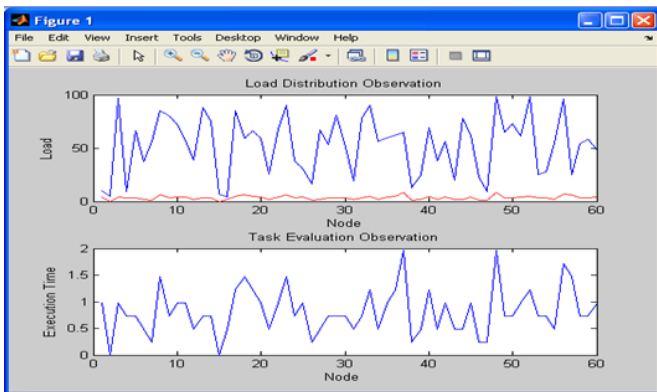 Figure 1
File Edit View Insert Tools Desktop Window Help
Load Distribution Observation
100
50
0
Load
0 10 20 30 40 50 60
Node
Task Evaluation Observation
2
1.5
1
0.5
0
Execution Time
0 10 20 30 40 50 60
Node